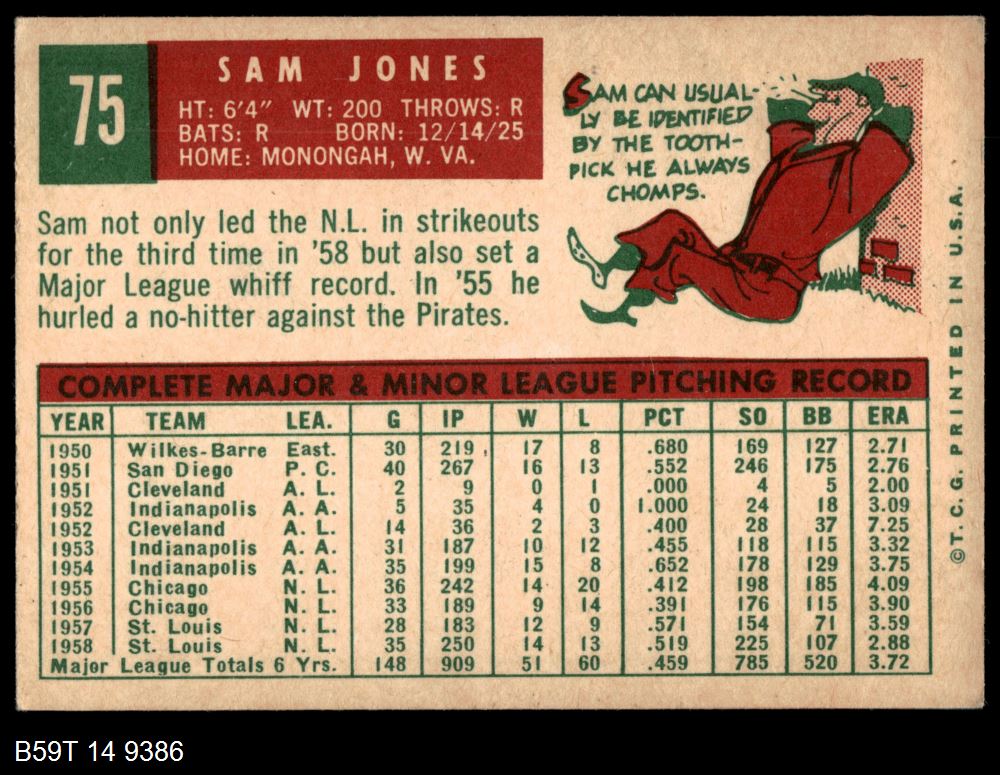 75
SAM JONES
HT: 6'4" WT: 200 THROWS: R
BATS: R BORN: 12/14/25
HOME: MONONGAH, W. VA.
SAM CAN USUAL-
LY BE IDENTIFIED
BY THE TOOTH-
PICK HE ALWAYS
CHOMPS.
Sam not only led the N.L. in strikeouts
for the third time in '58 but also set a
Major League whiff record. In '55 he
hurled a no-hitter against the Pirates.
COMPLETE MAJOR & MINOR LEAGUE PITCHING RECORD
YEAR TEAM LEA. G IP W L PCT SO BB ERA
1950 Wilkes-Barre East. 30 219 17 8 .680 169 127 2.71
1951 San Diego P. C. 40 267 16 13 .552 246 175 2.76
1951 Cleveland A. L. 2 9 0 1 .000 4 5 2.00
1952 Indianapolis A. A. 5 35 4 0 1.000 24 18 3.09
1952 Cleveland A. L. 14 36 2 3 .400 28 37 7.25
1953 Indianapolis A. A. 31 187 10 12 .455 118 115 3.32
1954 Indianapolis A. A. 35 199 15 8 .652 178 129 3.75
1955 Chicago N. L. 36 242 14 20 .412 198 185 4.09
1956 Chicago N. L. 33 189 9 14 .391 176 115 3.90
1957 St. Louis N. L. 28 183 12 9 .571 154 71 3.59
1958 St. Louis N. L. 35 250 14 13 .519 225 107 2.88
Major League Totals 6 Yrs. 148 909 51 60 .459 785 520 3.72
©T. C. G. PRINTED IN U.S.A.
B59T 14 9386